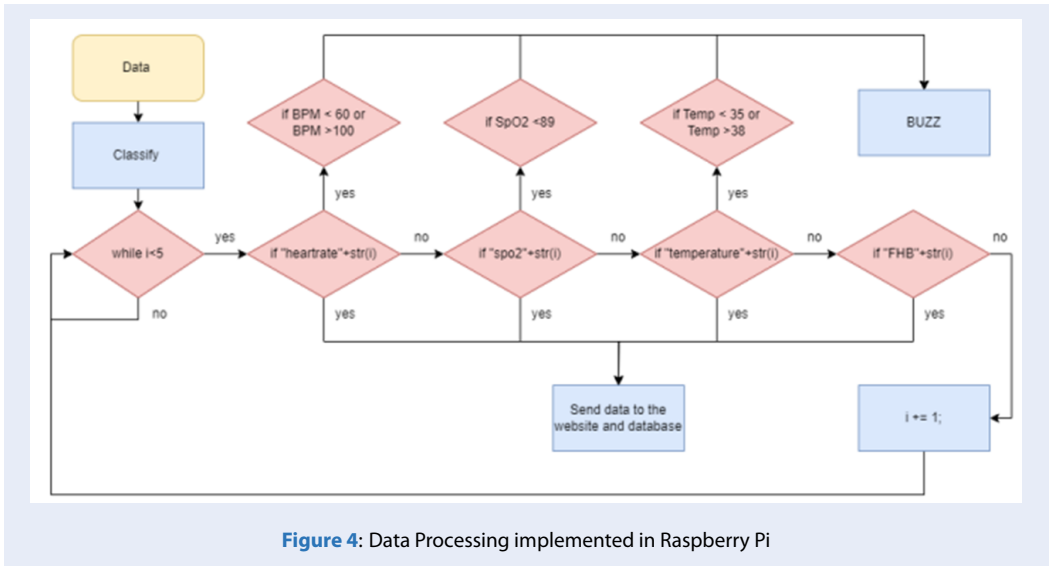 Data
Classify
while i<5
yes
no
if BPM < 60 or
BPM >100
if SpO2 <89
if Temp < 35 or
Temp >38
BUZZ
yes
yes
yes
if "heartrate"+str(i)
no
if "spo2"+str(i)
no
if "temperature"+str(i)
no
if "FHB"+str(i)
no
yes
yes
yes
yes
Send data to the
website and database
i += 1;
Figure 4: Data Processing implemented in Raspberry Pi